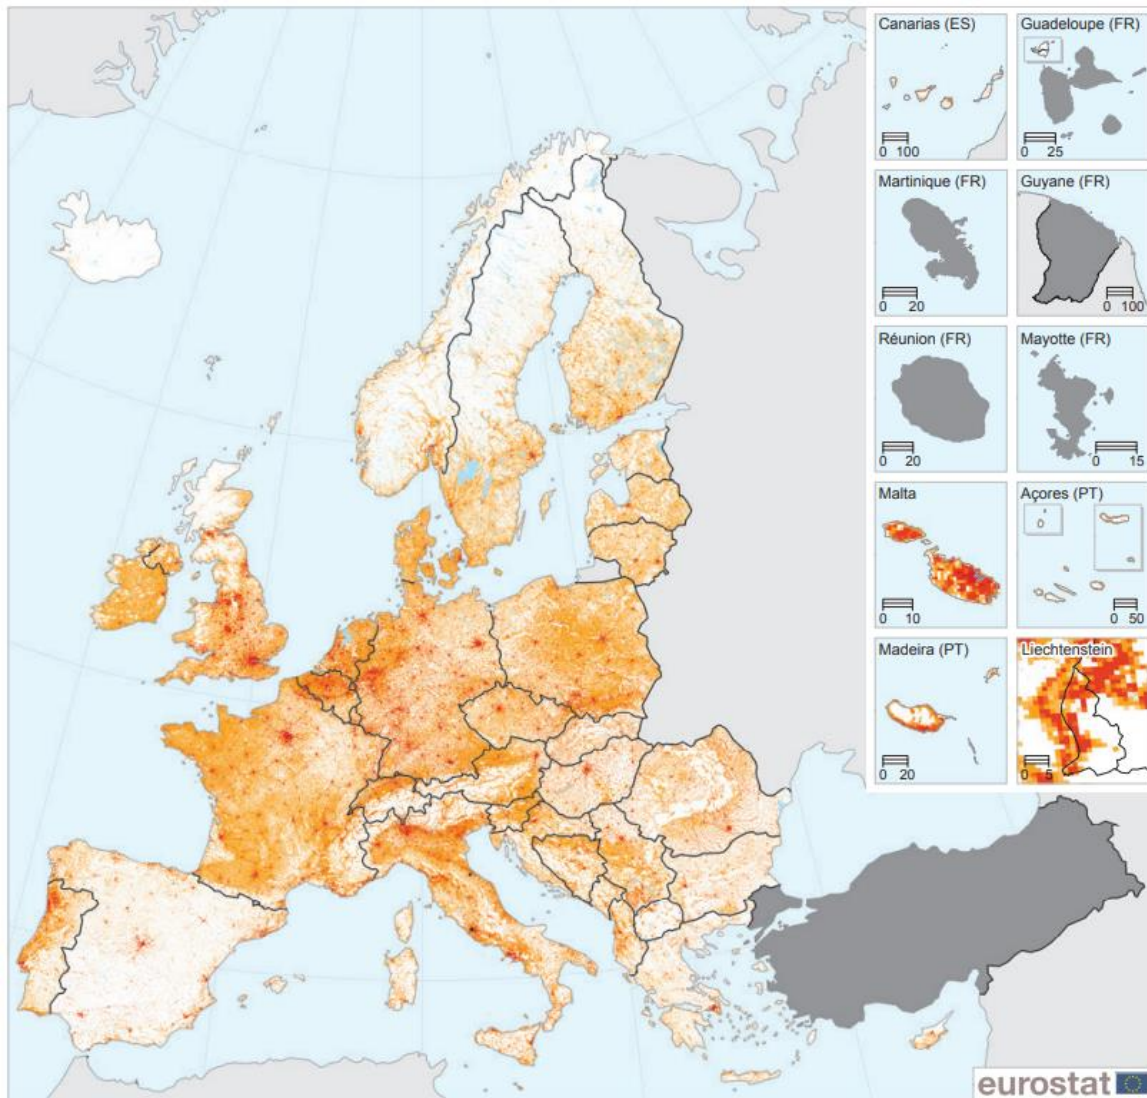 Canarias (ES)
0 100
Guadeloupe (FR)
0 25
Martinique (FR)
0 20
Guyane (FR)
0 100
Réunion (FR)
0 20
Mayotte (FR)
0 15
Malta
0 10
Açores (PT)
0 50
Madeira (PT)
0 20
Liechtenstein
0 5
eurostat